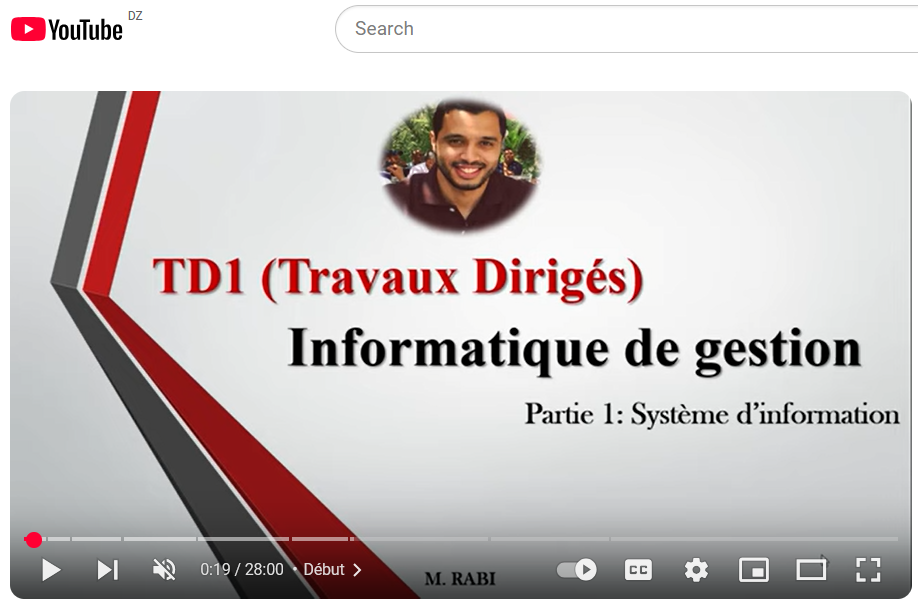 YouTube DZ
Search
TD1 (Travaux Dirigés)
Informatique de gestion
Partie 1: Système d’information
M. RABI
0:19 / 28:00 • Début
CC